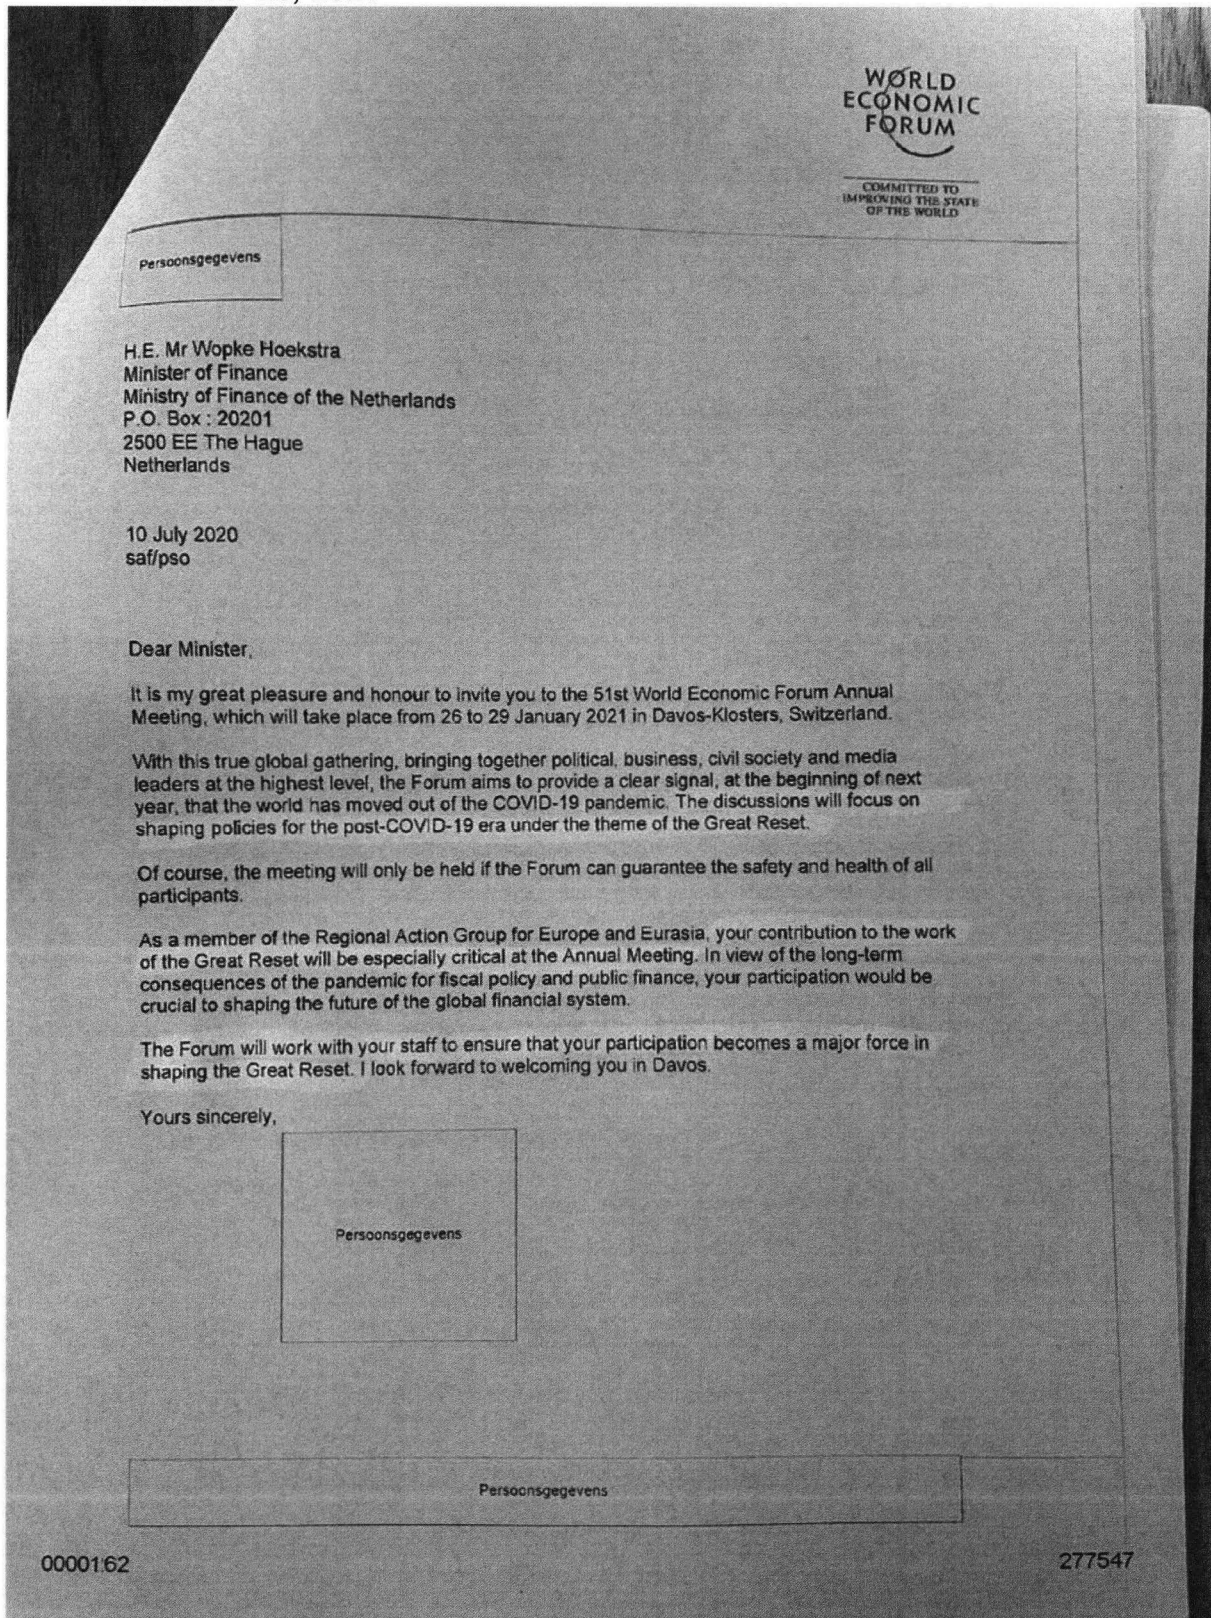 WORLD
ECONOMIC
FORUM
COMMITTED TO
IMPROVING THE STATE
OF THE WORLD
Persoonsgegevens
H.E. Mr Wopke Hoekstra
Minister of Finance
Ministry of Finance of the Netherlands
P.O. Box : 20201
2500 EE The Hague
Netherlands
10 July 2020
saf/pso
Dear Minister,
It is my great pleasure and honour to invite you to the 51st World Economic Forum Annual
Meeting, which will take place from 26 to 29 January 2021 in Davos-Klosters, Switzerland.
With this true global gathering, bringing together political, business, civil society and media
leaders at the highest level, the Forum aims to provide a clear signal, at the beginning of next
year, that the world has moved out of the COVID-19 pandemic. The discussions will focus on
shaping policies for the post-COVID-19 era under the theme of the Great Reset.
Of course, the meeting will only be held if the Forum can guarantee the safety and health of all
participants.
As a member of the Regional Action Group for Europe and Eurasia, your contribution to the work
of the Great Reset will be especially critical at the Annual Meeting. In view of the long-term
consequences of the pandemic for fiscal policy and public finance, your participation would be
crucial to shaping the future of the global financial system.
The Forum will work with your staff to ensure that your participation becomes a major force in
shaping the Great Reset. I look forward to welcoming you in Davos.
Yours sincerely,
Persoonsgegevens
Persoonsgegevens
0000162
277547